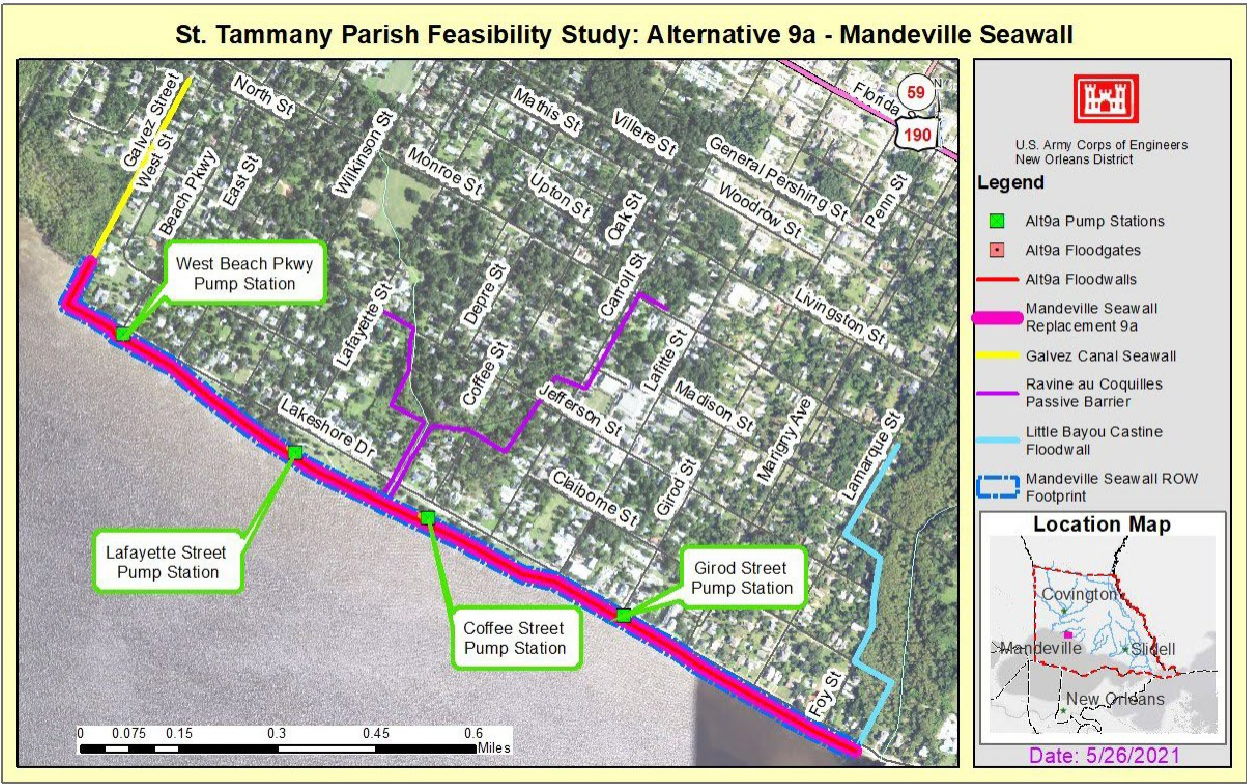 St. Tammany Parish Feasibility Study: Alternative 9a - Mandeville Seawall
Galvez Street
West St
North St
Beach Pkwy
East St
Wilkinson St
Monroe St
Mathis St
Villere St
Upton St
Oak St
General Pershing St
Woodrow St
Penn St
Florida S
59
190
N
West Beach Pkwy
Pump Station
Lafayette St
Depre St
Coffee St
Carroll St
Lafitte St
Livingston St
Jefferson St
Madison St
Marigny Ave
Lamarque St
Lakeshore Dr
Claiborne St
Girod St
Foy St
Lafayette Street
Pump Station
Coffee Street
Pump Station
Girod Street
Pump Station
0 0.075 0.15 0.3 0.45 0.6
Miles
U.S. Army Corps of Engineers
New Orleans District
Legend
Alt9a Pump Stations
Alt9a Floodgates
Alt9a Floodwalls
Mandeville Seawall
Replacement 9a
Galvez Canal Seawall
Ravine au Coquilles
Passive Barrier
Little Bayou Castine
Floodwall
Mandeville Seawall ROW
Footprint
Location Map
Covington
Mandeville
Slidell
New Orleans
Date: 5/26/2021